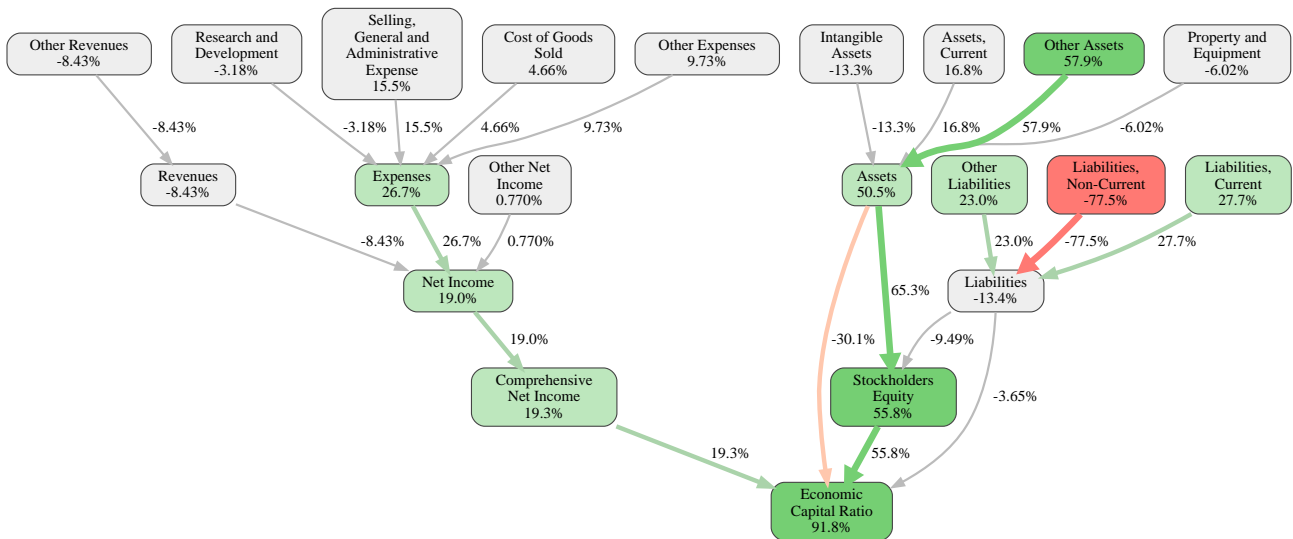 Other Revenues
-8.43%
Research and
Development
-3.18%
Selling,
General and
Administrative
Expense
15.5%
Cost of Goods
Sold
4.66%
Other Expenses
9.73%
Intangible
Assets
-13.3%
Assets,
Current
16.8%
Other Assets
57.9%
Property and
Equipment
-6.02%
-8.43%
-3.18%
15.5%
4.66%
9.73%
-13.3%
16.8%
57.9%
-6.02%
Revenues
-8.43%
Expenses
26.7%
Other Net
Income
0.770%
Assets
50.5%
Other
Liabilities
23.0%
Liabilities,
Non-Current
-77.5%
Liabilities,
Current
27.7%
-8.43%
26.7%
0.770%
23.0%
-77.5%
27.7%
Net Income
19.0%
65.3%
Liabilities
-13.4%
19.0%
-30.1%
-9.49%
Comprehensive
Net Income
19.3%
Stockholders
Equity
55.8%
-3.65%
19.3%
55.8%
Economic
Capital Ratio
91.8%